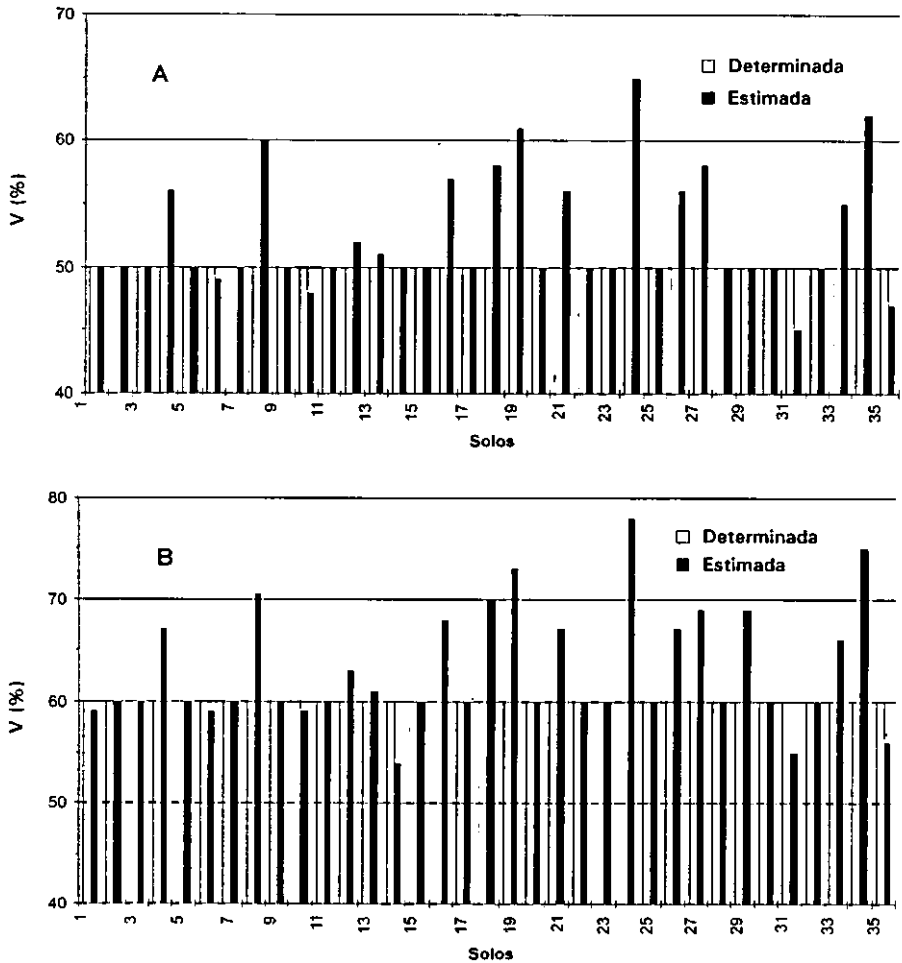 70
60
50
40
V (%)
A
Determinada
Estimada
1 3 5 7 9 11 13 15 17 19 21 23 25 27 29 31 33 35
Solos
80
70
60
50
40
V (%)
B
Determinada
Estimada
1 3 5 7 9 11 13 15 17 19 21 23 25 27 29 31 33 35
Solos